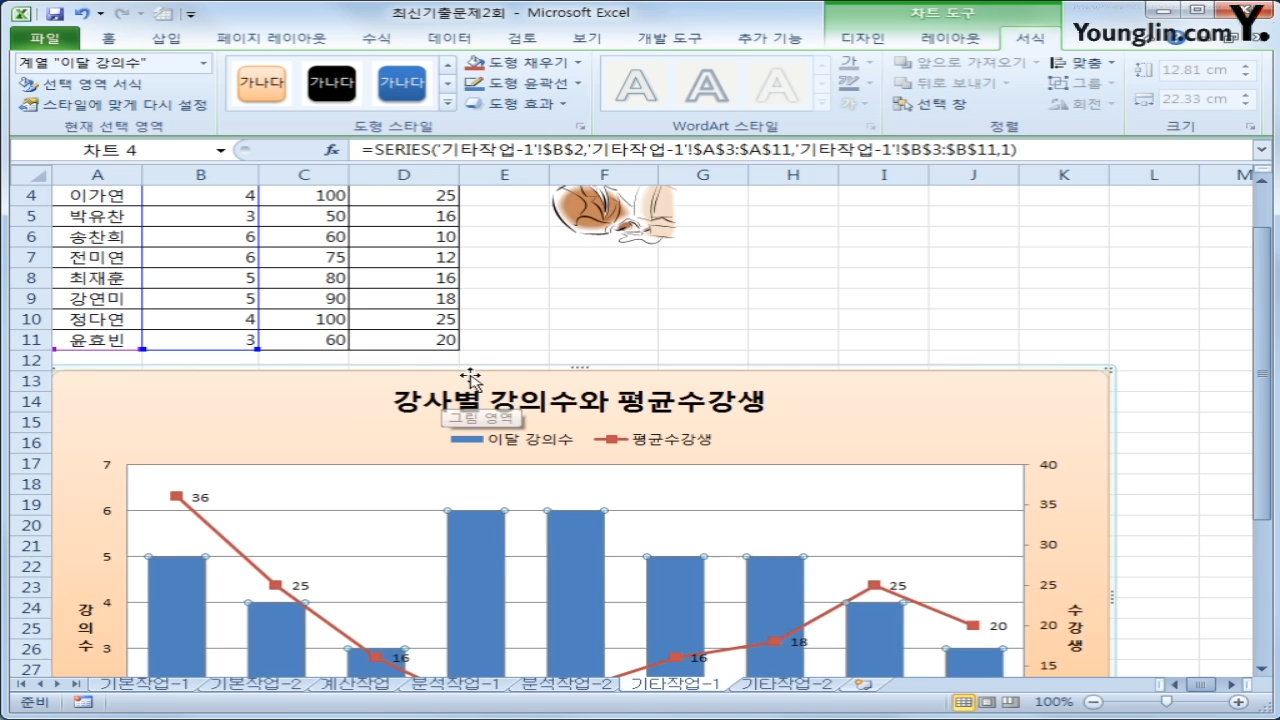 최신기출문제2회 - Microsoft Excel
차트 도구
Younglin.com Y.
파일 홈 삽입 페이지 레이아웃 수식 데이터 검토 보기 개발 도구 추가 기능 디자인 레이아웃 서식
계열 "이달 강의수"
선택 영역 서식
스타일에 맞게 다시 설정
현재 선택 영역
가나다 가나다 가나다
도형 채우기
도형 윤곽선
도형 효과
도형 스타일
WordArt 스타일
앞으로 가져오기 맞춤
뒤로 보내기 그룹
선택 창 회전
정렬
12.81 cm
22.33 cm
크기
차트 4 fx =SERIES('기타작업-1'!$B$2,'기타작업-1'!$A$3:$A$11,'기타작업-1'!$B$3:$B$11,1)
A B C D E F G H I J K L M
4 이가연 4 100 25
5 박유찬 3 50 16
6 송찬희 6 60 10
7 전미연 6 75 12
8 최재훈 5 80 16
9 강연미 5 90 18
10 정다연 4 100 25
11 윤효빈 3 60 20
12
13
14
15
16
17
18
19
20
21
22
23
24
25
26
27
강사별 강의수와 평균수강생
그림 영역
이달 강의수 평균수강생
7 40
36
6 35
30
5
25 25 25
4
강의수
20 20
수강생
3 16 16 18
15
기본작업-1 기본작업-2 계산작업 분석작업-1 분석작업-2 기타작업-1 기타작업-2
준비 100%